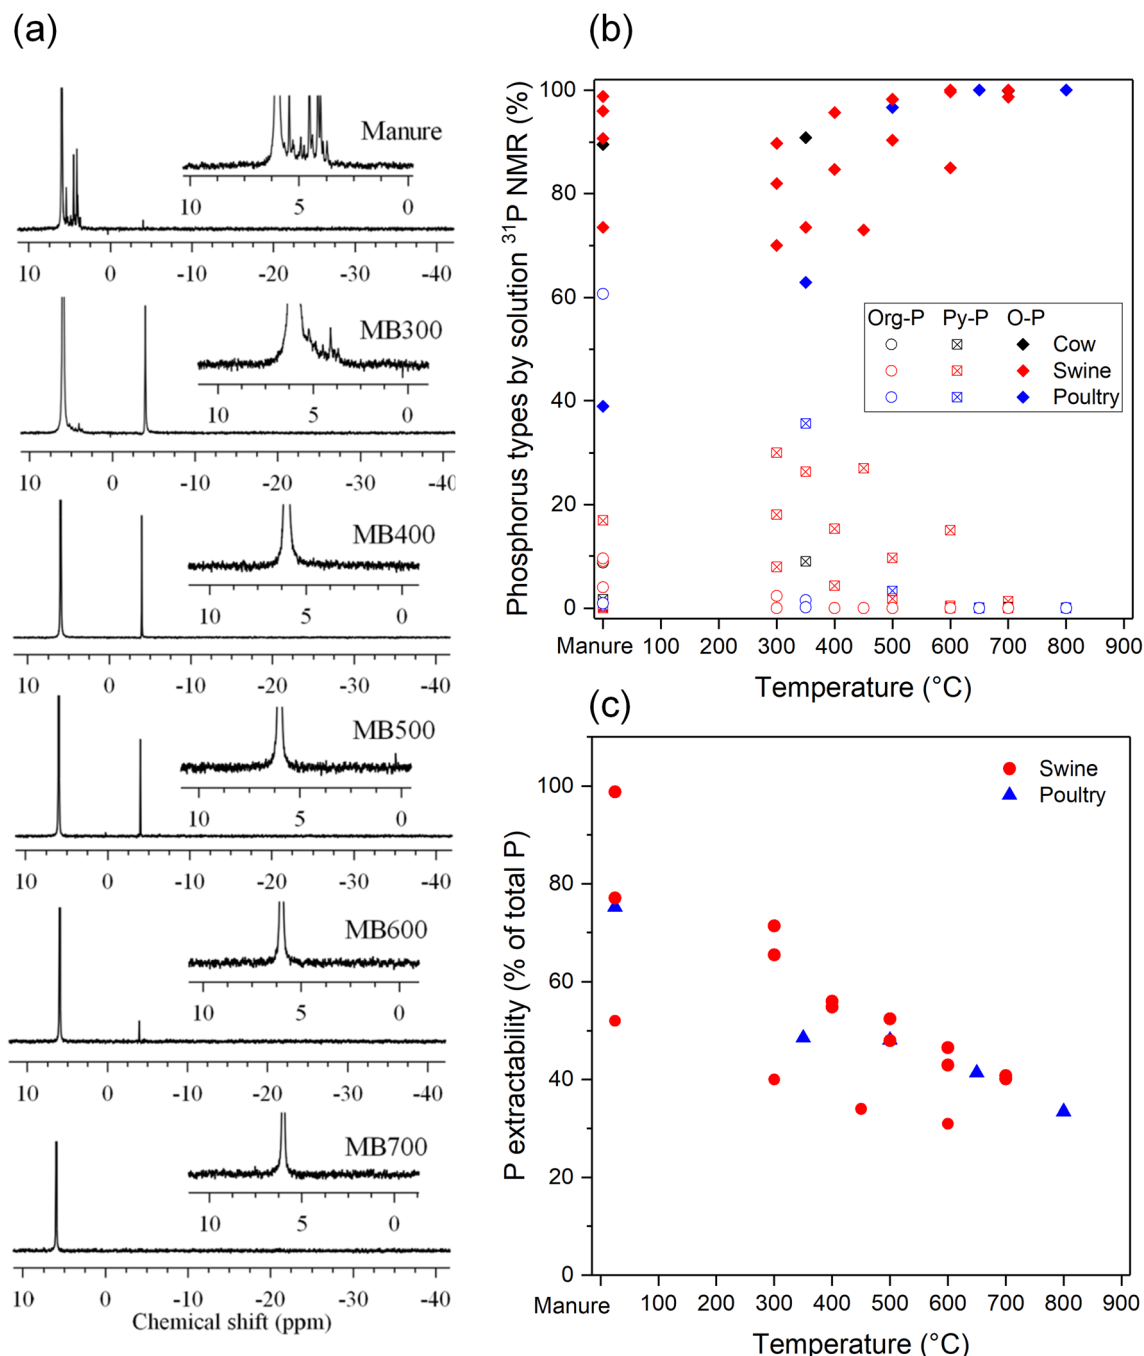 (a)
Manure
10 5 0
10 0 -10 -20 -30 -40
MB300
10 5 0
10 0 -10 -20 -30 -40
MB400
10 5 0
10 0 -10 -20 -30 -40
MB500
10 5 0
10 0 -10 -20 -30 -40
MB600
10 5 0
10 0 -10 -20 -30 -40
MB700
10 5 0
10 0 -10 -20 -30 -40
Chemical shift (ppm)
(b)
Phosphorus types by solution ³¹P NMR (%)
100
80
60
40
20
0
Org-P Py-P O-P
Cow
Swine
Poultry
Manure 100 200 300 400 500 600 700 800 900
Temperature (°C)
(c)
P extractability (% of total P)
100
80
60
40
20
0
Swine
Poultry
Manure 100 200 300 400 500 600 700 800 900
Temperature (°C)